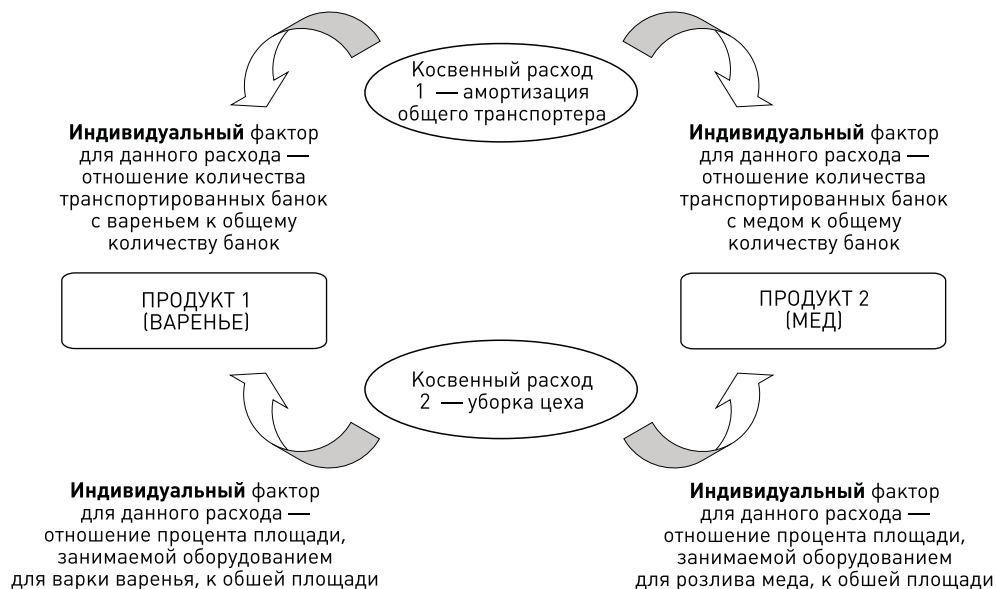 Косвенный расход
1 — амортизация
общего транспортера
Индивидуальный фактор
для данного расхода —
отношение количества
транспортированных банок
с вареньем к общему
количеству банок
Индивидуальный фактор
для данного расхода —
отношение количества
транспортированных банок
с медом к общему
количеству банок
ПРОДУКТ 1
(ВАРЕНЬЕ)
ПРОДУКТ 2
(МЕД)
Косвенный расход
2 — уборка цеха
Индивидуальный фактор
для данного расхода —
отношение процента площади,
занимаемой оборудованием
для варки варенья, к обшей площади
Индивидуальный фактор
для данного расхода —
отношение процента площади,
занимаемой оборудованием
для розлива меда, к обшей площади